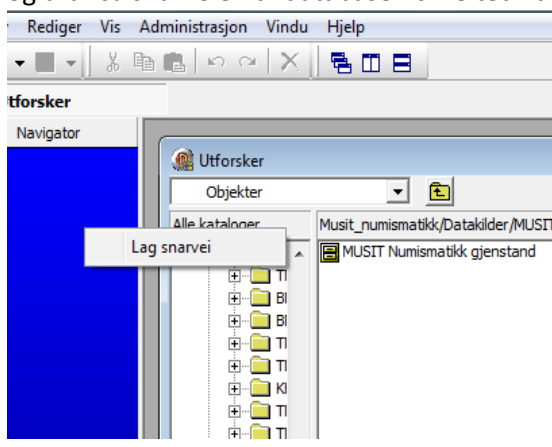 Rediger Vis Administrasjon Vindu Hjelp
tforsker
Navigator
Utforsker
Objekter
Alle kataloger
Musit_numismatikk/Datakilder/MUSIT
Lag snarvei
MUSIT Numismatikk gjenstand